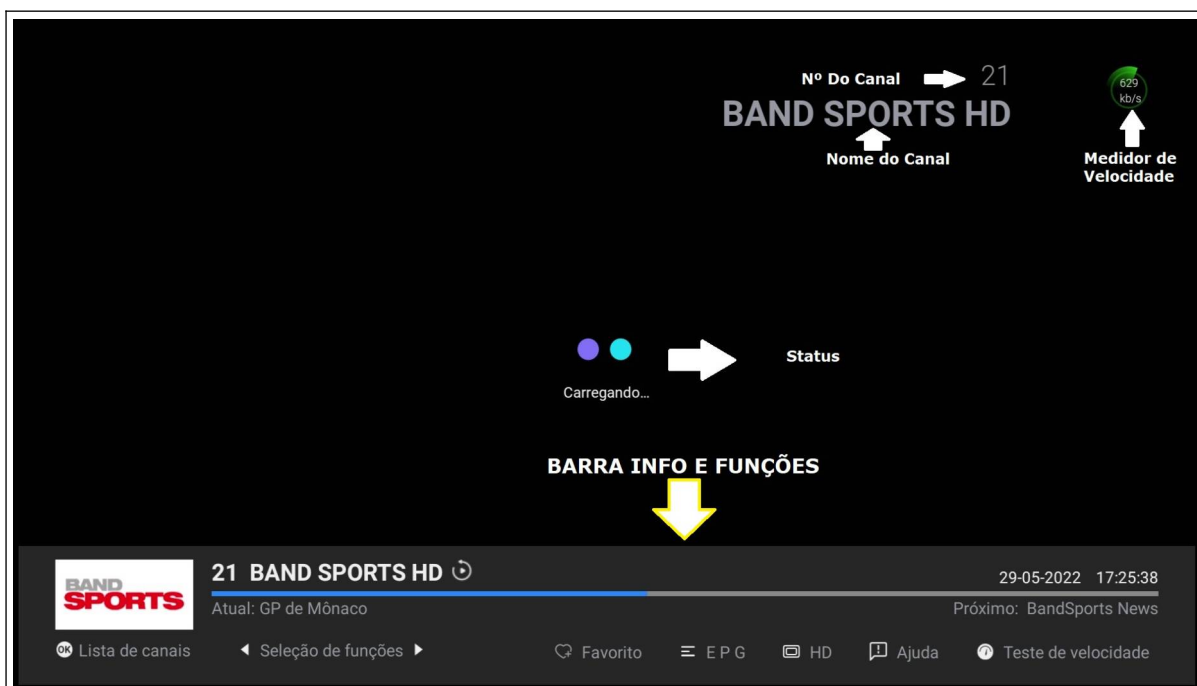 Nº Do Canal 21
629
kb/s
BAND SPORTS HD
Nome do Canal
Medidor de
Velocidade
Status
Carregando...
BARRA INFO E FUNÇÕES
BAND
SPORTS
21 BAND SPORTS HD
29-05-2022 17:25:38
Atual: GP de Mônaco
Próximo: BandSports News
OK Lista de canais
Seleção de funções
Favorito
E P G
HD
Ajuda
Teste de velocidade